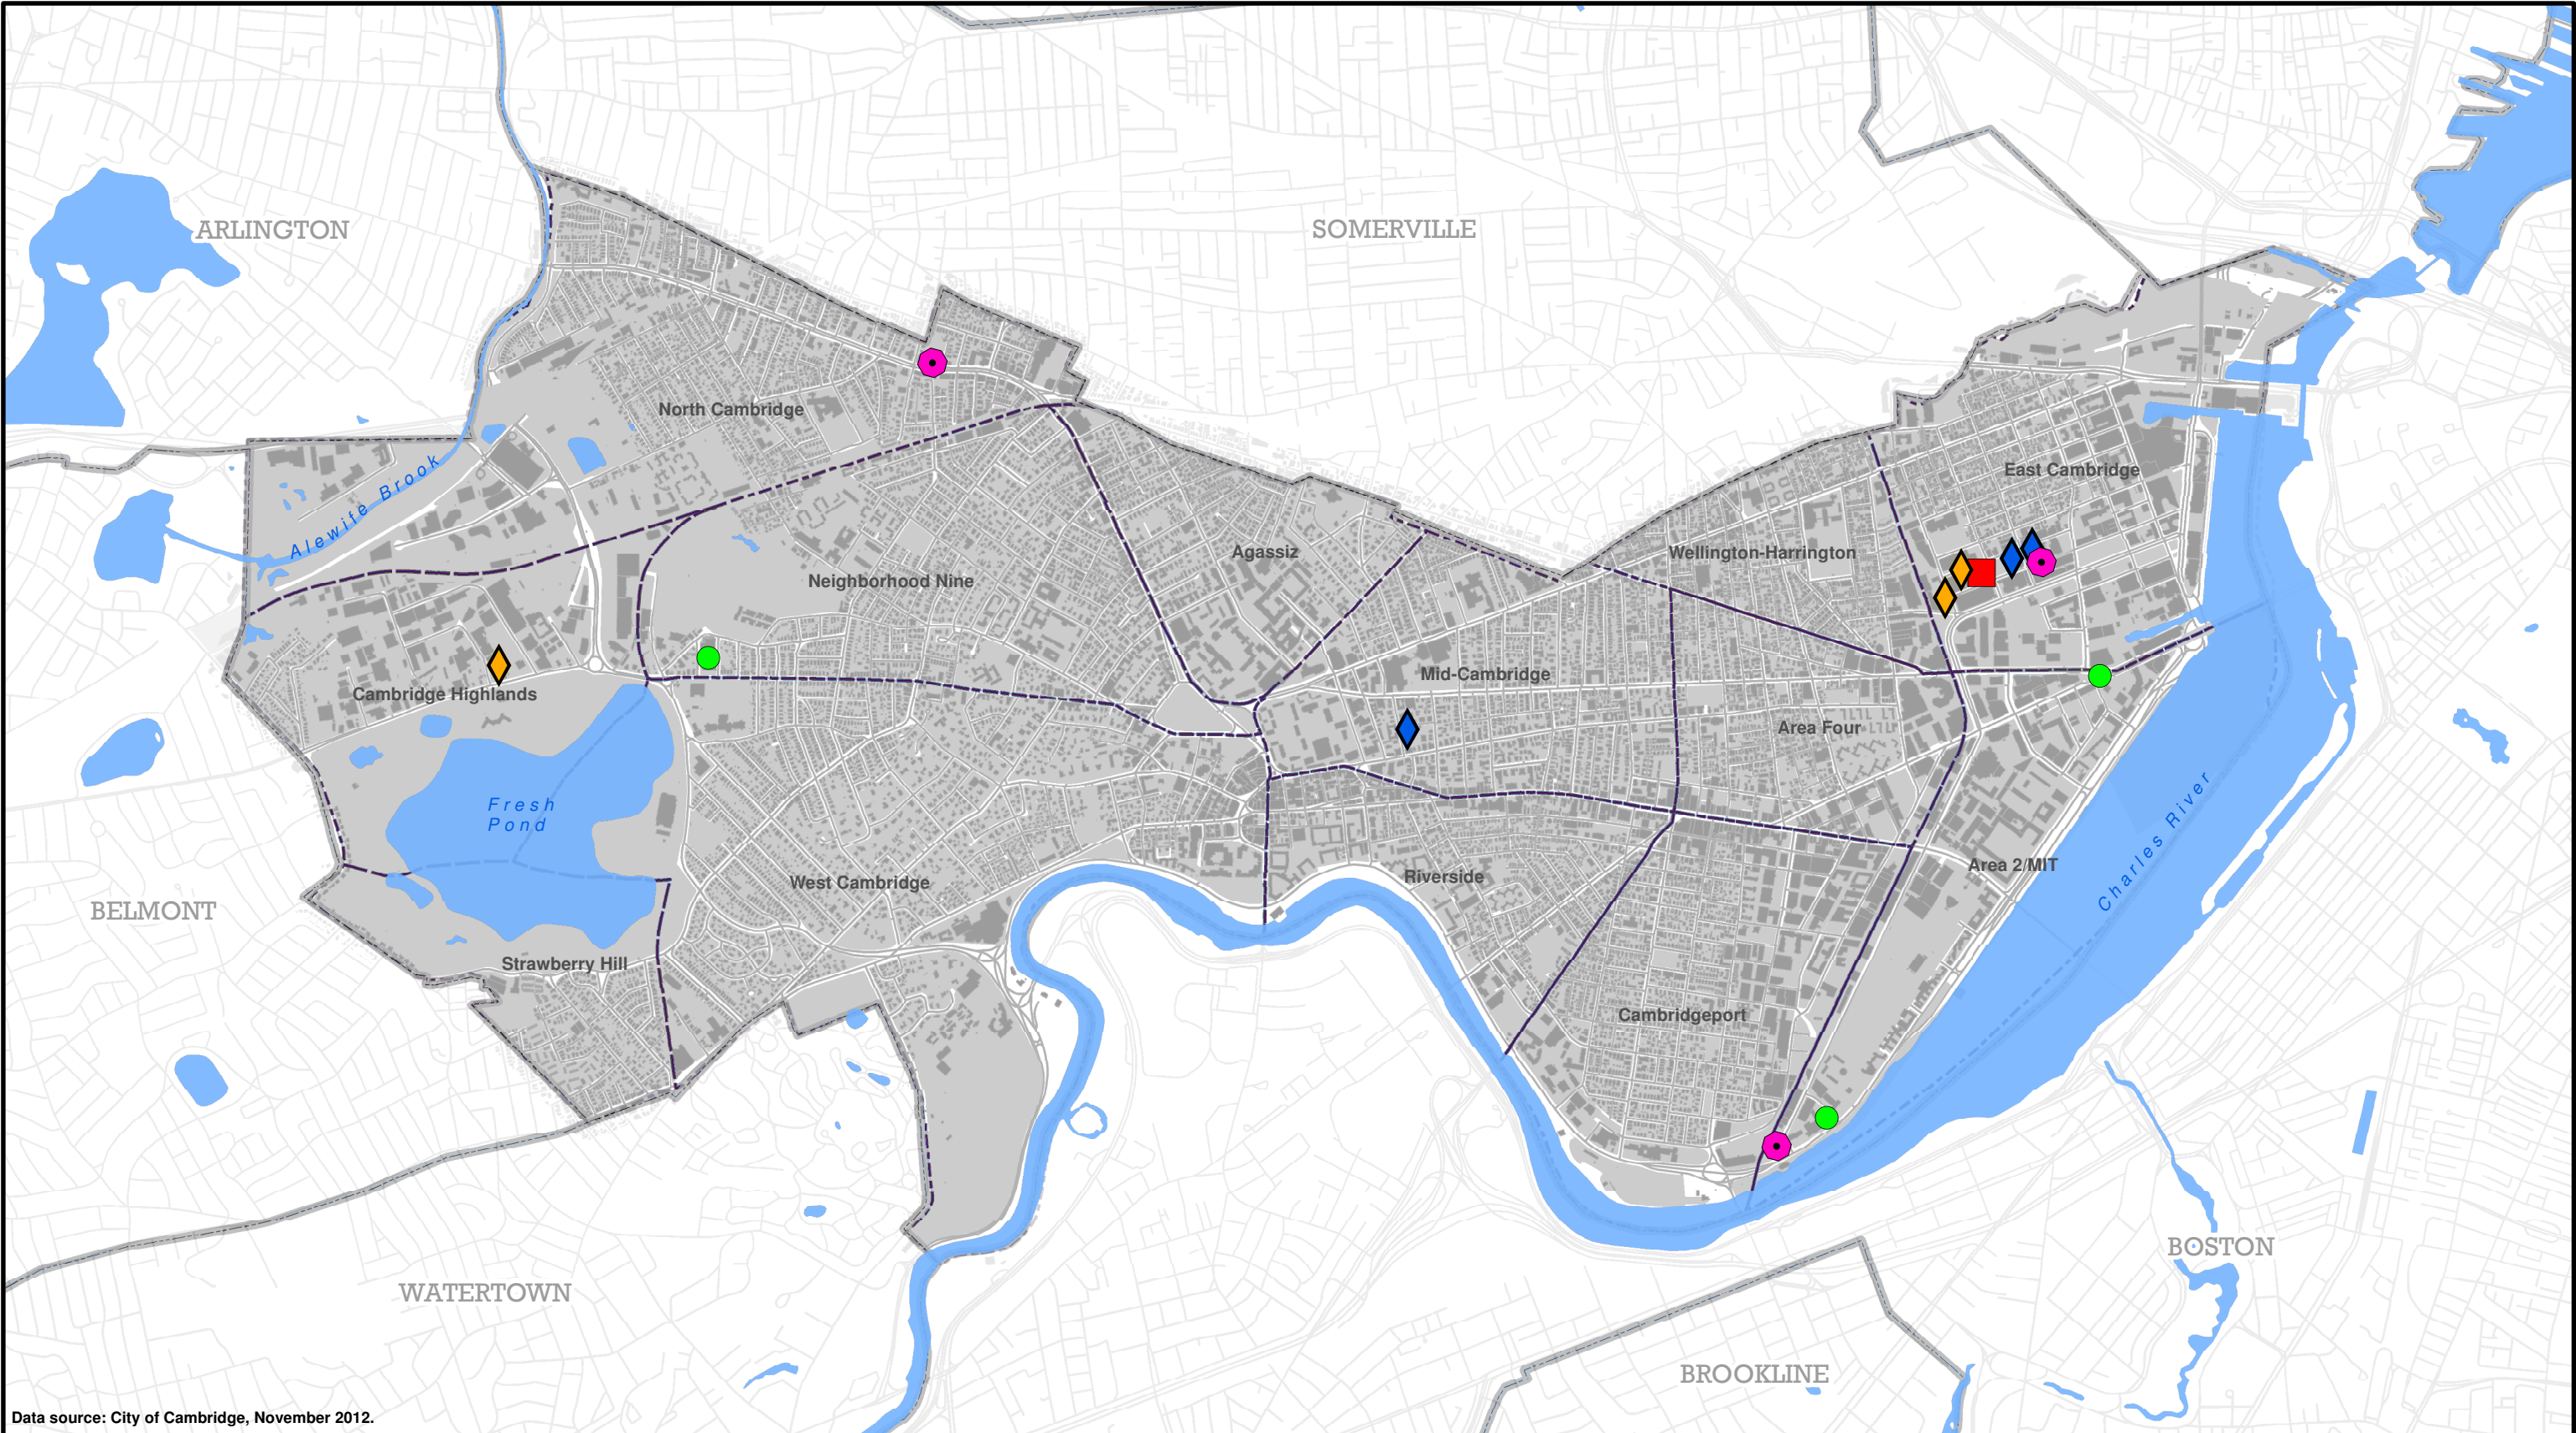 ARLINGTON
SOMERVILLE
North Cambridge
East Cambridge
Alewife Brook
Agassiz
Wellington-Harrington
Neighborhood Nine
Mid-Cambridge
Cambridge Highlands
Area Four
Fresh
Pond
Charles River
Area 2/MIT
Riverside
West Cambridge
BELMONT
Strawberry Hill
Cambridgeport
BOSTON
WATERTOWN
BROOKLINE
Data source: City of Cambridge, November 2012.